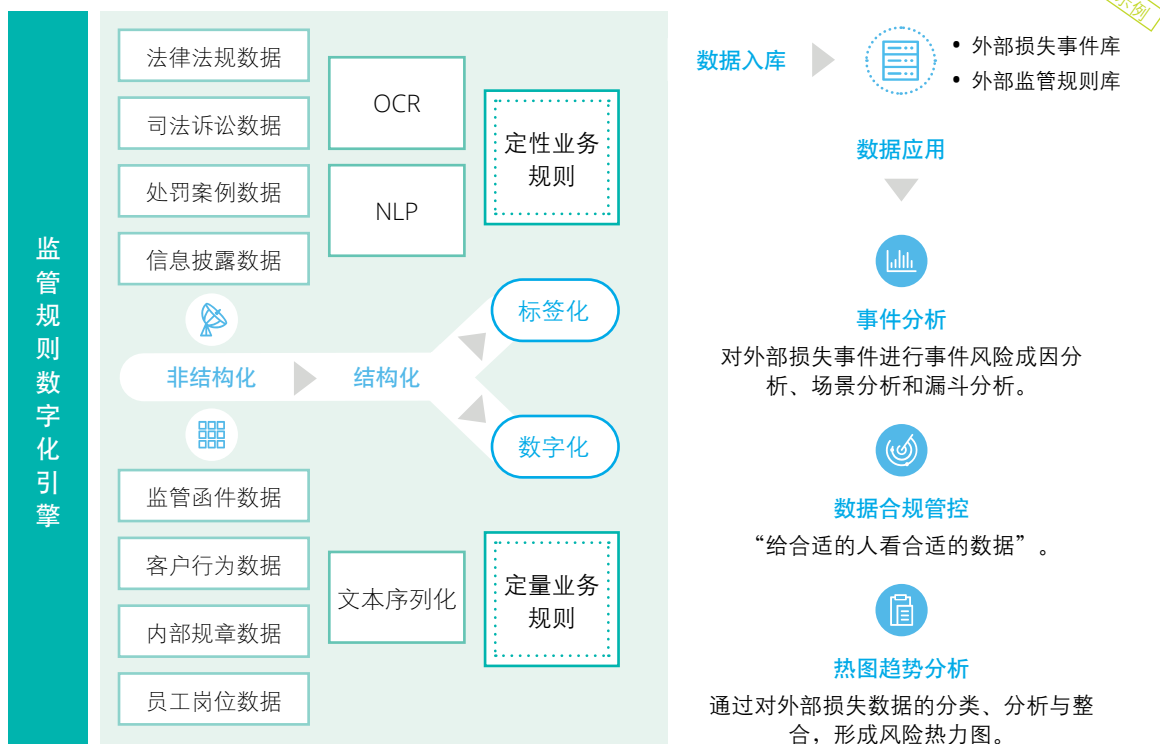 示例
监管规则数字化引擎
法律法规数据
司法诉讼数据
处罚案例数据
信息披露数据
OCR
NLP
定性业务
规则
非结构化
结构化
标签化
数字化
监管函件数据
客户行为数据
内部规章数据
员工岗位数据
文本序列化
定量业务
规则
数据入库
• 外部损失事件库
• 外部监管规则库
数据应用
事件分析
对外部损失事件进行事件风险成因分
析、场景分析和漏斗分析。
数据合规管控
“给合适的人看合适的数据”。
热图趋势分析
通过对外部损失数据的分类、分析与整
合，形成风险热力图。